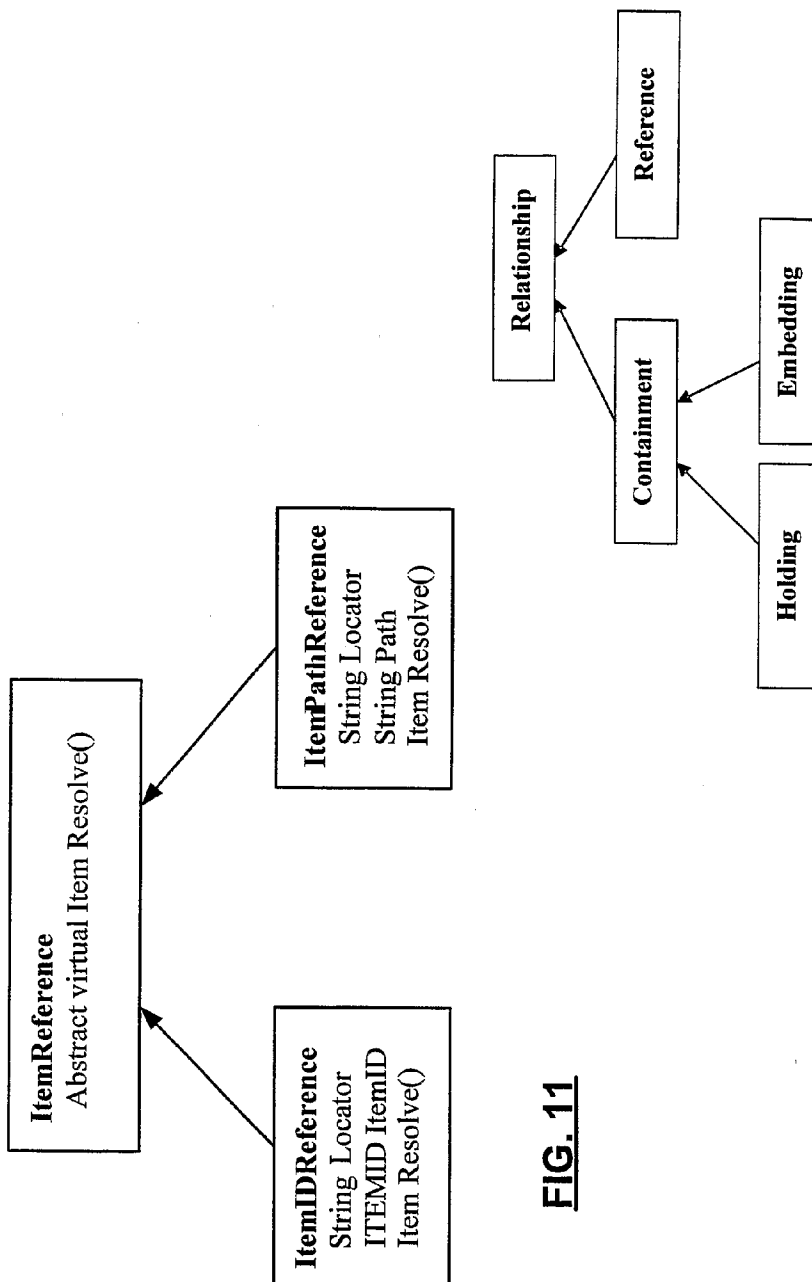 ItemReference
Abstract virtual Item Resolve()
ItemIDReference
String Locator
ITEMID ItemID
Item Resolve()
ItemPathReference
String Locator
String Path
Item Resolve()
FIG. 11
Relationship
Containment
Reference
Holding
Embedding